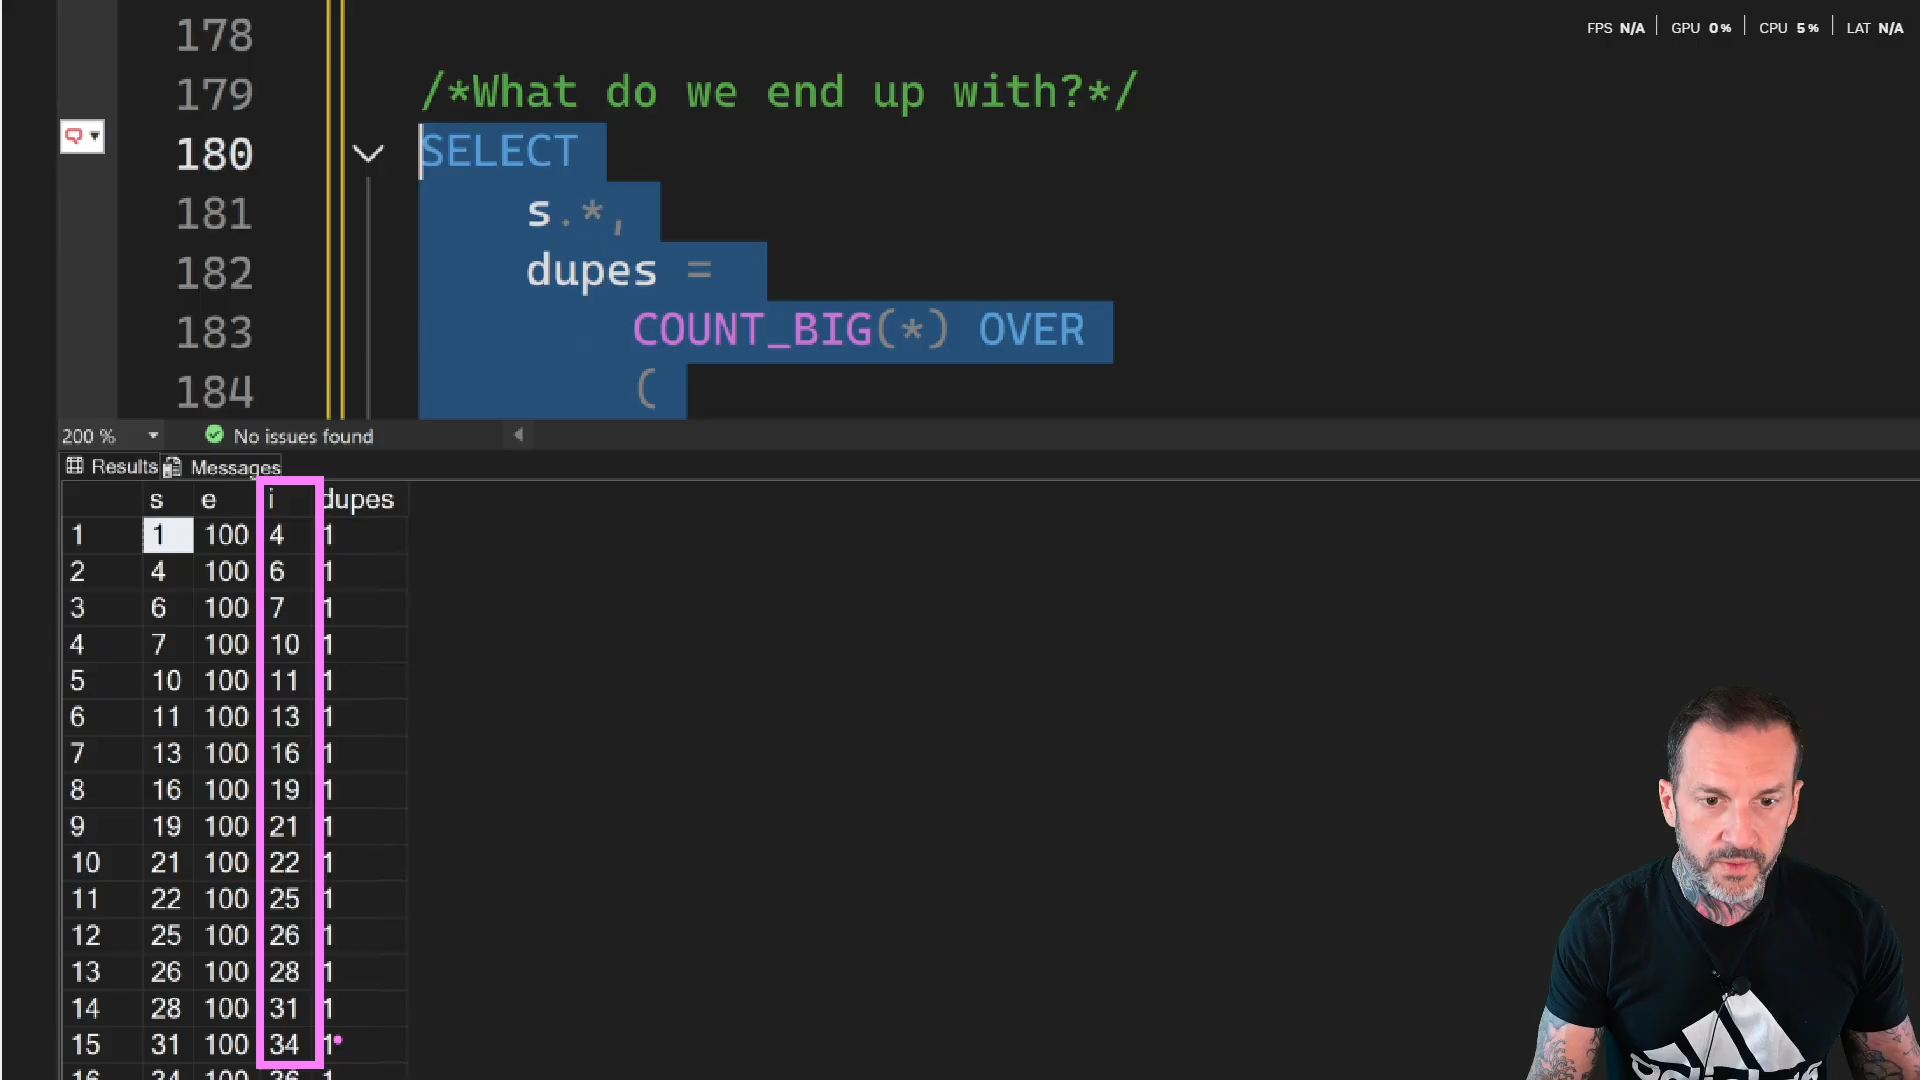 FPS N/A GPU 0% CPU 5% LAT N/A
178
179 /*What do we end up with?*/
180 SELECT
181 s.*,
182 dupes =
183 COUNT_BIG(*) OVER
184 (
200 % No issues found
Results Messages
s e i dupes
1 1 100 4 1
2 4 100 6 1
3 6 100 7 1
4 7 100 10 1
5 10 100 11 1
6 11 100 13 1
7 13 100 16 1
8 16 100 19 1
9 19 100 21 1
10 21 100 22 1
11 22 100 25 1
12 25 100 26 1
13 26 100 28 1
14 28 100 31 1
15 31 100 34 1
16 34 100 36 1